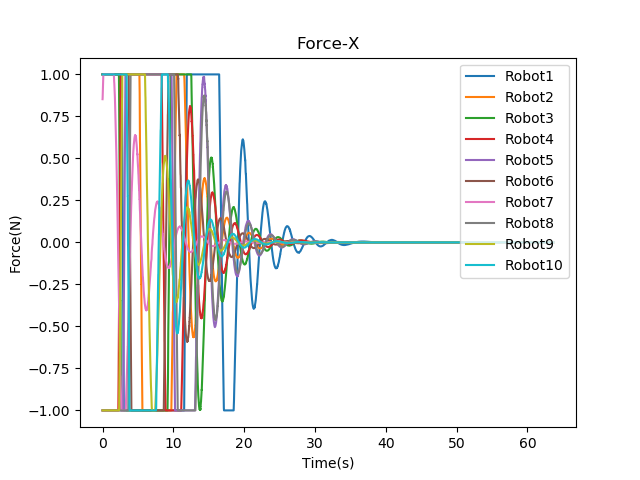 Force-X
Force(N)
1.00
0.75
0.50
0.25
0.00
−0.25
−0.50
−0.75
−1.00
Robot1
Robot2
Robot3
Robot4
Robot5
Robot6
Robot7
Robot8
Robot9
Robot10
0 10 20 30 40 50 60
Time(s)